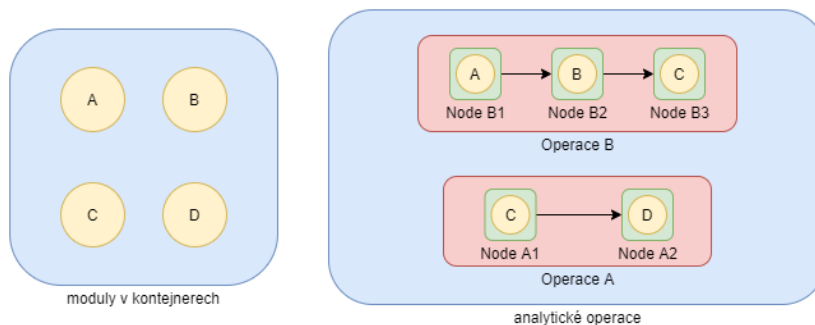 A
B
C
D
moduly v kontejnerech
A
B
C
Node B1
Node B2
Node B3
Operace B
C
D
Node A1
Node A2
Operace A
analytické operace